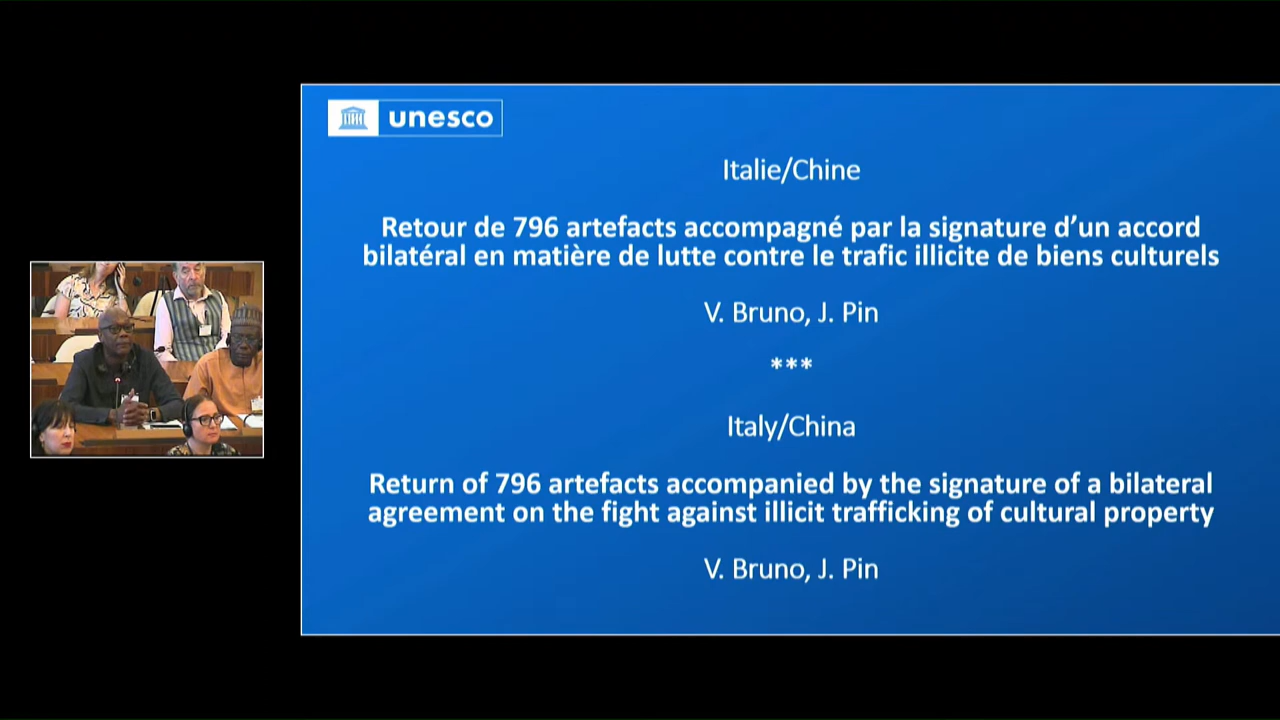 unesco
Italie/Chine
Retour de 796 artefacts accompagné par la signature d’un accord
bilatéral en matière de lutte contre le trafic illicite de biens culturels
V. Bruno, J. Pin
***
Italy/China
Return of 796 artefacts accompanied by the signature of a bilateral
agreement on the fight against illicit trafficking of cultural property
V. Bruno, J. Pin